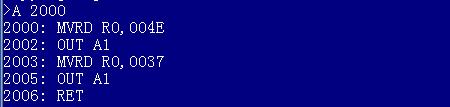 >A 2000
2000: MVRD R0,004E
2002: OUT A1
2003: MVRD R0,0037
2005: OUT A1
2006: RET